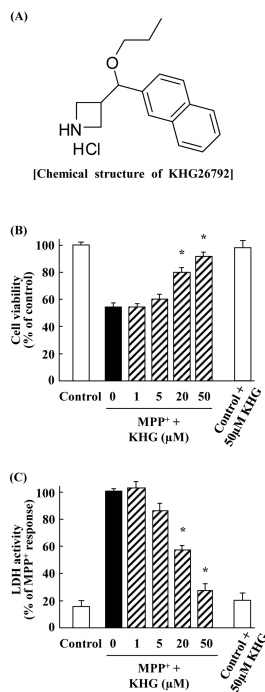 (A)
O
HN
HCl
[Chemical structure of KHG26792]
(B)
Cell viability
(% of control)
120
100
80
60
40
20
0
*
*
Control
0 1 5 20 50
MPP+ +
KHG (µM)
Control +
50µM KHG
(C)
LDH activity
(% of MPP+ response)
100
80
60
40
20
0
*
*
Control
0 1 5 20 50
MPP+ +
KHG (µM)
Control +
50µM KHG